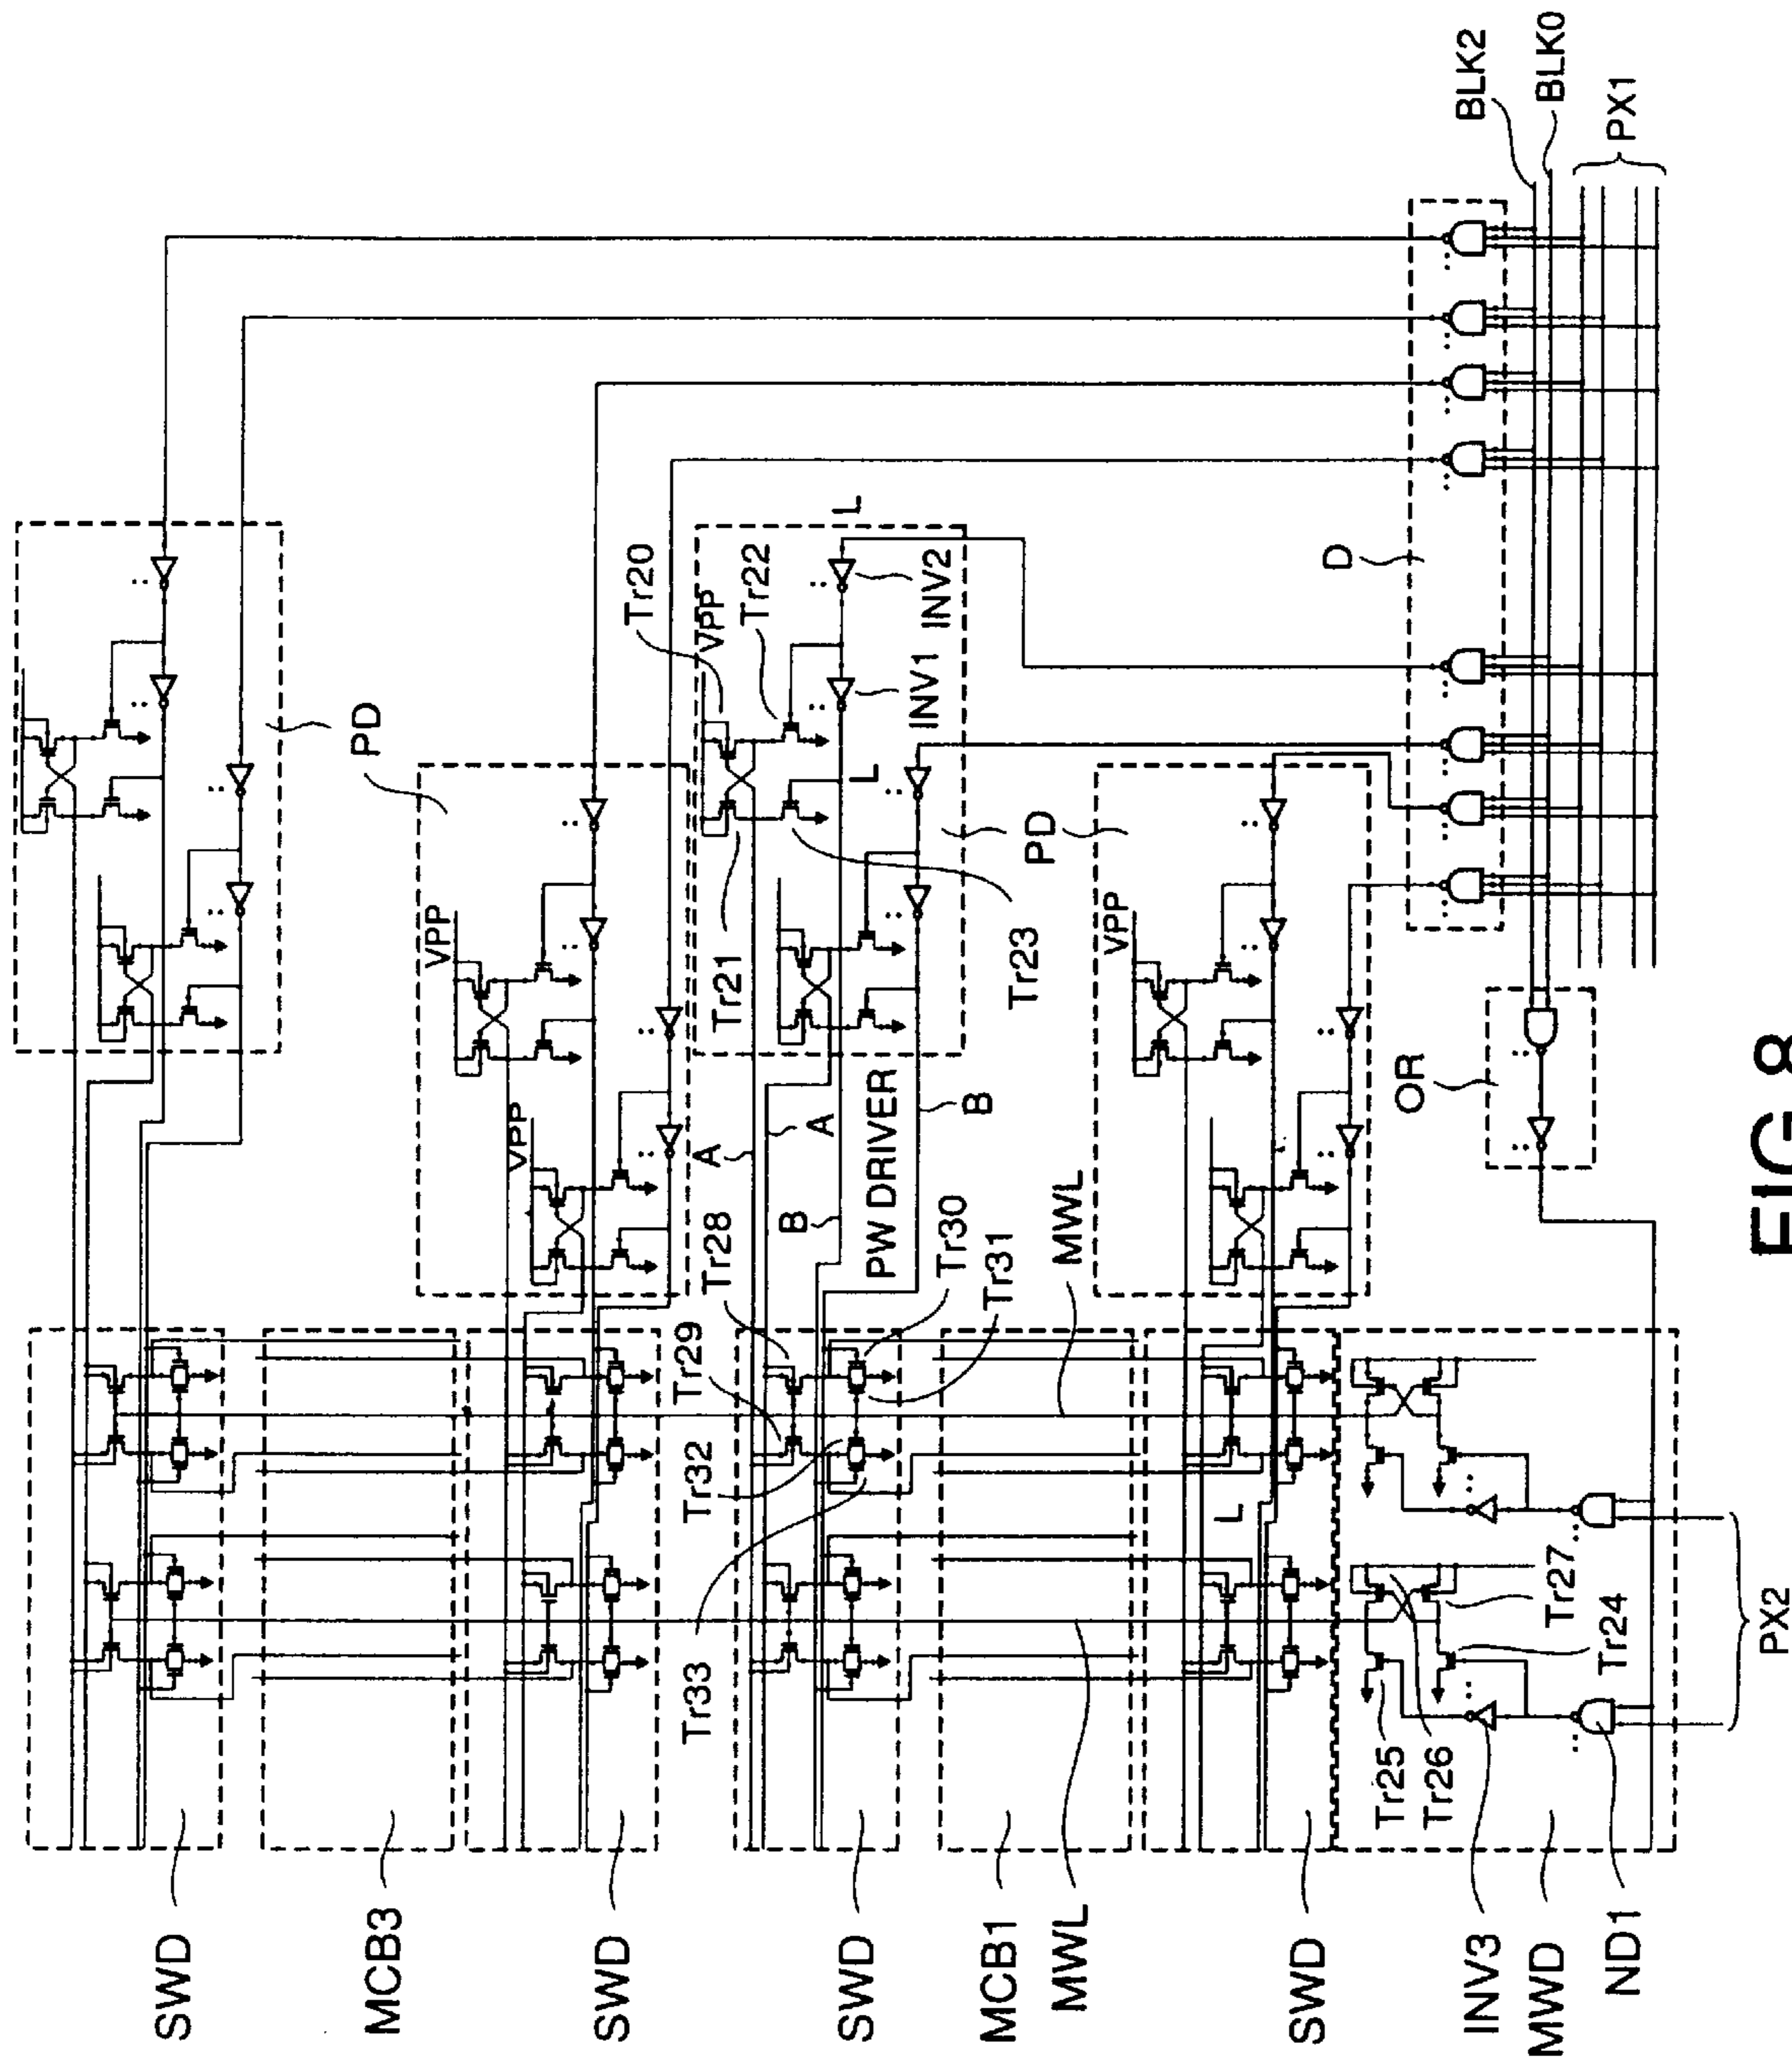 BLK2
BLK0
PX1
D
Tr20
VPP
Tr22
L
INV2
INV1
L
PD
VPP
VPP
Tr21
Tr23
PD
VPP
A
A
B
PW DRIVER
B
OR
Tr28
Tr29
Tr30
Tr31
MWL
Tr32
Tr33
L
Tr25
Tr26
Tr27
Tr24
PX2
SWD
MCB3
SWD
SWD
MCB1
MWL
SWD
INV3
MWD
ND1
FIG.8